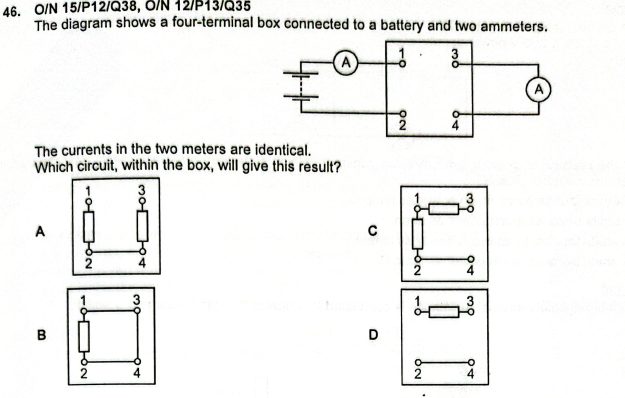 46. O/N 15/P12/Q38, O/N 12/P13/Q35
The diagram shows a four-terminal box connected to a battery and two ammeters.
A 1 3 A
2 4
The currents in the two meters are identical.
Which circuit, within the box, will give this result?
A 1 3 2 4
C 1 3 2 4
B 1 3 2 4
D 1 3 2 4